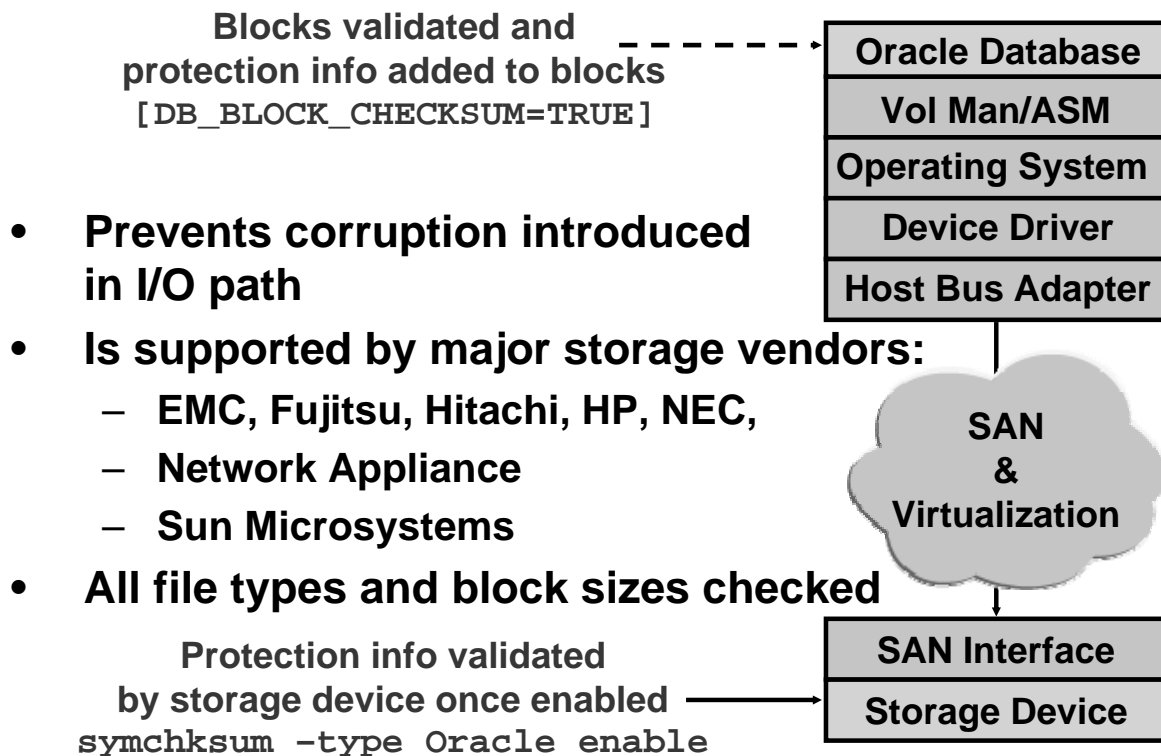 Blocks validated and
protection info added to blocks
[DB_BLOCK_CHECKSUM=TRUE]
• Prevents corruption introduced
in I/O path
• Is supported by major storage vendors:
– EMC, Fujitsu, Hitachi, HP, NEC,
– Network Appliance
– Sun Microsystems
• All file types and block sizes checked
Protection info validated
by storage device once enabled
symchksum –type Oracle enable
Oracle Database
Vol Man/ASM
Operating System
Device Driver
Host Bus Adapter
SAN
&
Virtualization
SAN Interface
Storage Device